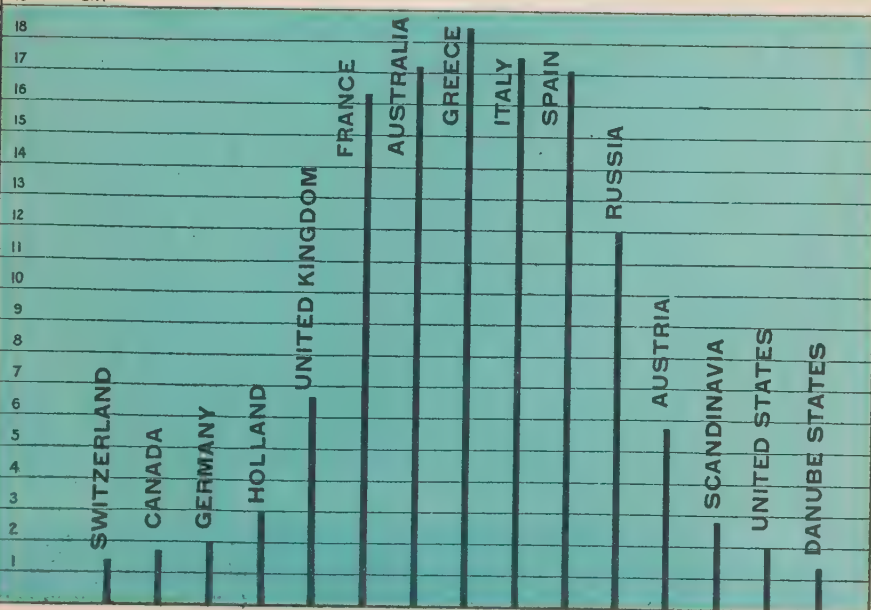 18
17
16
15
14
13
12
11
10
9
8
7
6
5
4
3
2
1
SWITZERLAND
CANADA
GERMANY
HOLLAND
UNITED KINGDOM
FRANCE
AUSTRALIA
GREECE
ITALY
SPAIN
RUSSIA
AUSTRIA
SCANDINAVIA
UNITED STATES
DANUBE STATES